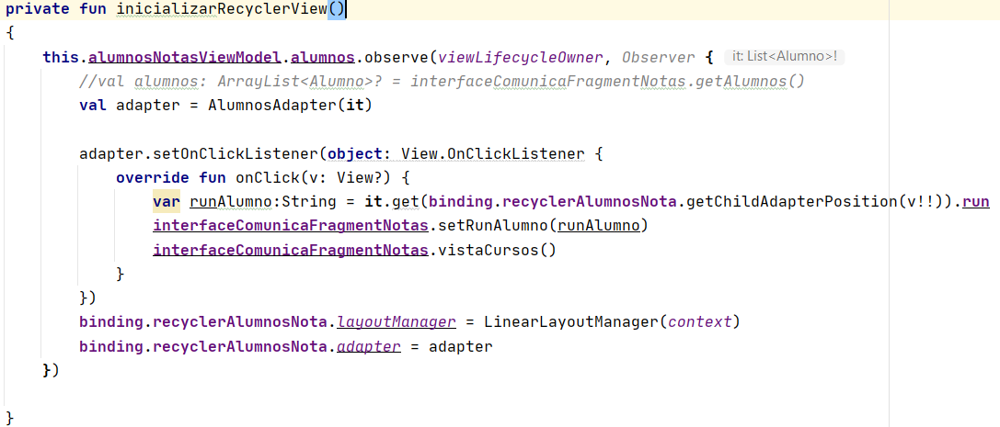 private fun inicializarRecyclerView()
{
    this.alumnosNotasViewModel.alumnos.observe(viewLifecycleOwner, Observer { it: List<Alumno>!
        //val alumnos: ArrayList<Alumno>? = interfaceComunicaFragmentNotas.getAlumnos()
        val adapter = AlumnosAdapter(it)

        adapter.setOnClickListener(object: View.OnClickListener {
            override fun onClick(v: View?) {
                var runAlumno:String = it.get(binding.recyclerAlumnosNota.getChildAdapterPosition(v!!)).run
                interfaceComunicaFragmentNotas.setRunAlumno(runAlumno)
                interfaceComunicaFragmentNotas.vistaCursos()
            }
        })
        binding.recyclerAlumnosNota.layoutManager = LinearLayoutManager(context)
        binding.recyclerAlumnosNota.adapter = adapter
    })

}